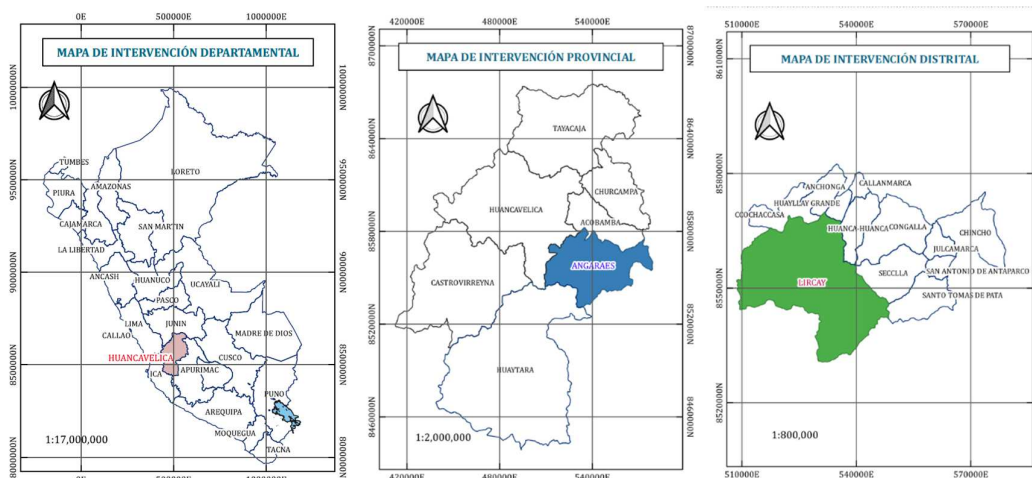 0E 500000E 1000000E
MAPA DE INTERVENCIÓN DEPARTAMENTAL
10000000N
10000000N
TUMBES
LORETO
AMAZONAS
PIURA
9500000N
CAJAMARCA
SAN MARTIN
LA LIBERTAD
ANCASH
HUANUCO
UCAYALI
9000000N
PASCO
LIMA
JUNIN
CALLAO
MADRE DE DIOS
HUANCAVELICA
CUSCO
8500000N
ICA
APURIMAC
PUNO
AREQUIPA
MOQUEGUA
TACNA
1:17,000,000
0E 500000E 1000000E
420000E 480000E 540000E
8700000N
8700000N
MAPA DE INTERVENCIÓN PROVINCIAL
TAYACAJA
8640000N
8640000N
CHURCAMPA
HUANCAVELICA
ACOBAMBA
8580000N
8580000N
ANGARAES
CASTROVIRREYNA
8520000N
8520000N
HUAYTARA
8460000N
8460000N
1:2,000,000
420000E 480000E 540000E
510000E 540000E 570000E
8610000N
MAPA DE INTERVENCIÓN DISTRITAL
8580000N
ANCHONGA
CALLANMARCA
HUAYLLAY GRANDE
CCOCHACCASA
HUANCA-HUANCA
CONGALLA
CHINCHO
JULCAMARCA
SECCLLA
SAN ANTONIO DE ANTAPARCO
LIRCAY
SANTO TOMAS DE PATA
8550000N
8520000N
1:800,000
510000E 540000E 570000E